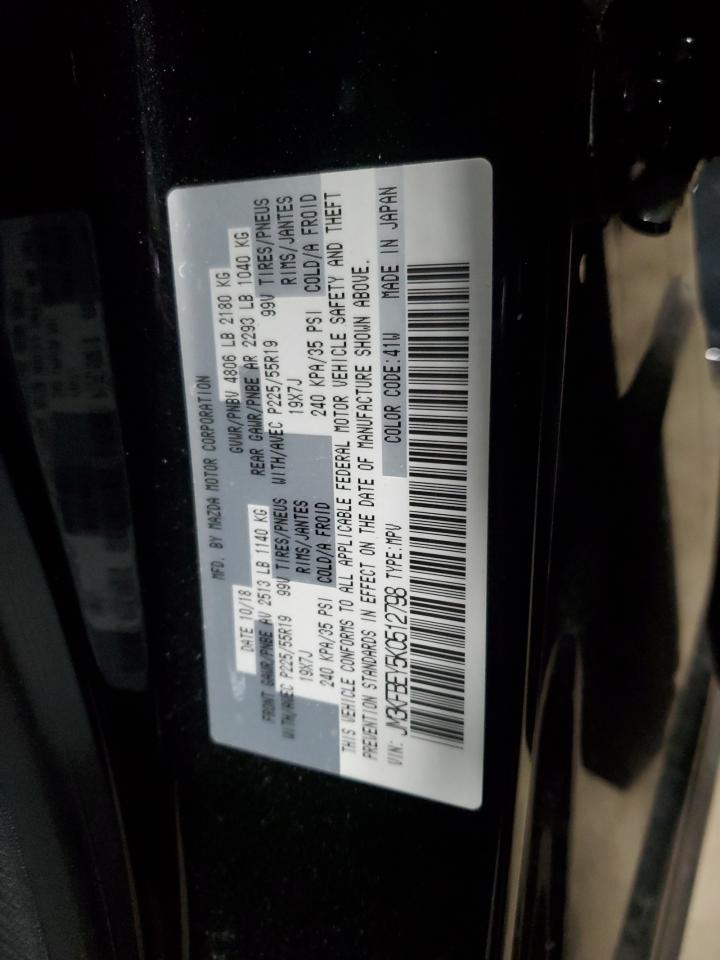 MFD. BY MAZDA MOTOR CORPORATION
DATE 10/18 GVWR/PNBV 4806 LB 2180 KG
FRONT GAWR/PNBE AV 2513 LB 1140 KG REAR GAWR/PNBE AR 2293 LB 1040 KG
WITH/AVEC P225/55R19 99V TIRES/PNEUS WITH/AVEC P225/55R19 99V TIRES/PNEUS
19X7J RIMS/JANTES 19X7J RIMS/JANTES
240 KPA/35 PSI COLD/A FROID 240 KPA/35 PSI COLD/A FROID
THIS VEHICLE CONFORMS TO ALL APPLICABLE FEDERAL MOTOR VEHICLE SAFETY AND THEFT
PREVENTION STANDARDS IN EFFECT ON THE DATE OF MANUFACTURE SHOWN ABOVE.
VIN: JM3KFBEY5K0512798 TYPE:MPV COLOR CODE:41W MADE IN JAPAN